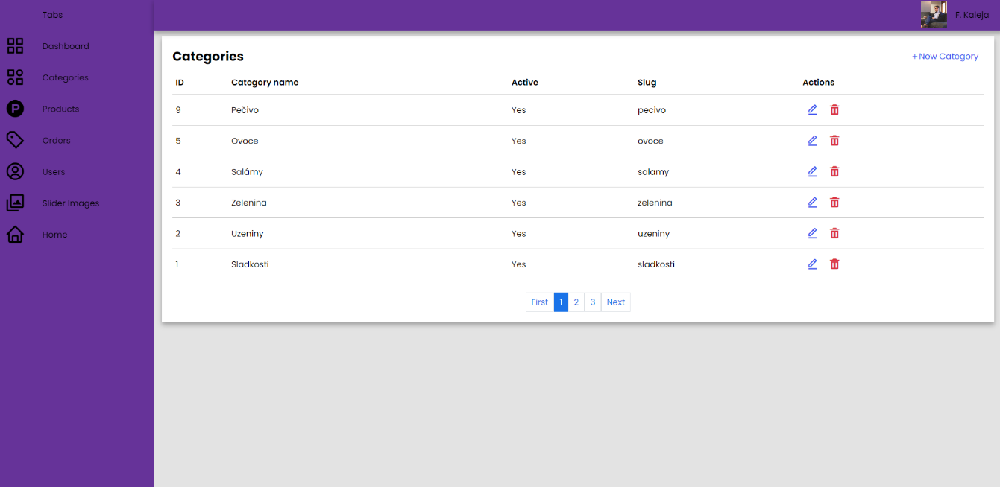 Tabs
F. Kaleja
Dashboard
Categories
Products
Orders
Users
Slider Images
Home
Categories
+ New Category
ID Category name Active Slug Actions
9 Pečivo Yes pecivo
5 Ovoce Yes ovoce
4 Salámy Yes salamy
3 Zelenina Yes zelenina
2 Uzeniny Yes uzeniny
1 Sladkosti Yes sladkosti
First 1 2 3 Next